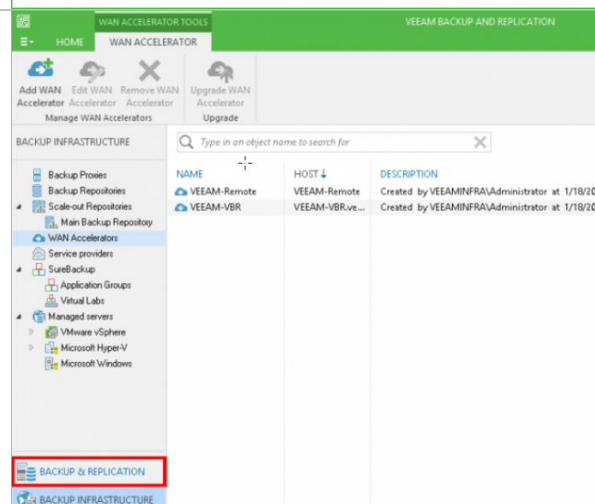 WAN ACCELERATOR TOOLS
VEEAM BACKUP AND REPLICATION
HOME WAN ACCELERATOR
Add WAN Accelerator
Edit WAN Accelerator
Remove WAN Accelerator
Upgrade WAN Accelerator
Manage WAN Accelerators
Upgrade
BACKUP INFRASTRUCTURE
Type in an object name to search for
NAME HOST DESCRIPTION
VEEAM-Remote VEEAM-Remote Created by VEEAMINFRA\Administrator at 1/18/20
VEEAM-VBR VEEAM-VBR.ve... Created by VEEAMINFRA\Administrator at 1/18/20
Backup Proxies
Backup Repositories
Scale-out Repositories
Main Backup Repository
WAN Accelerators
Service providers
SureBackup
Application Groups
Virtual Labs
Managed servers
VMware vSphere
Microsoft Hyper-V
Microsoft Windows
BACKUP & REPLICATION
BACKUP INFRASTRUCTURE